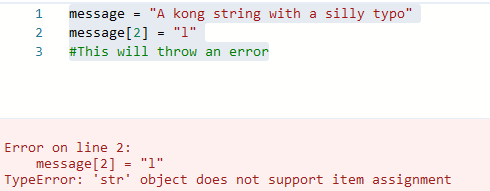 1 message = "A kong string with a silly typo"
2 message[2] = "l"
3 #This will throw an error
Error on line 2:
    message[2] = "l"
TypeError: 'str' object does not support item assignment